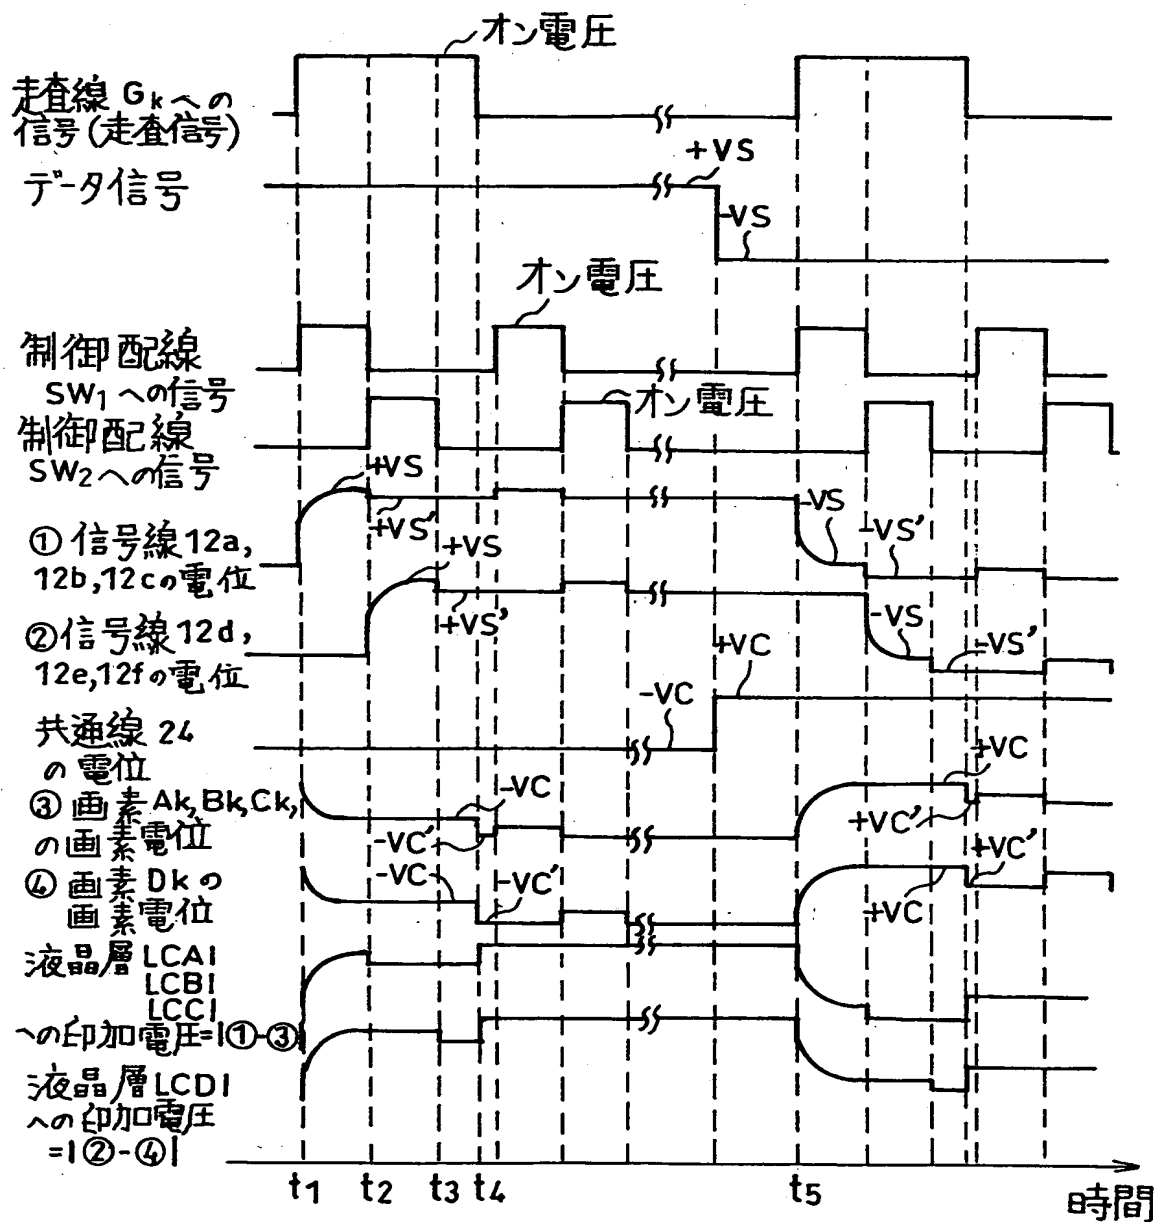 オン電圧
走査線 Gkへの
信号(走査信号)
+VS
データ信号
-VS
オン電圧
制御配線
SW1への信号
オン電圧
制御配線
SW2への信号
+VS
+VS'
-VS
-VS'
①信号線12a,
12b,12cの電位
+VS
+VS'
-VS
-VS'
②信号線12d,
12e,12fの電位
+VC
-VC
共通線 24
の電位
+VC
③画素Ak,Bk,Ck,
の画素電位
-VC
-VC'
+VC'
+VC'
④画素Dkの
画素電位
-VC
-VC'
+VC
液晶層LCA1
LCB1
LCC1
への印加電圧=|①-③|
液晶層LCD1
への印加電圧
=|②-④|
t1 t2 t3 t4 t5
時間